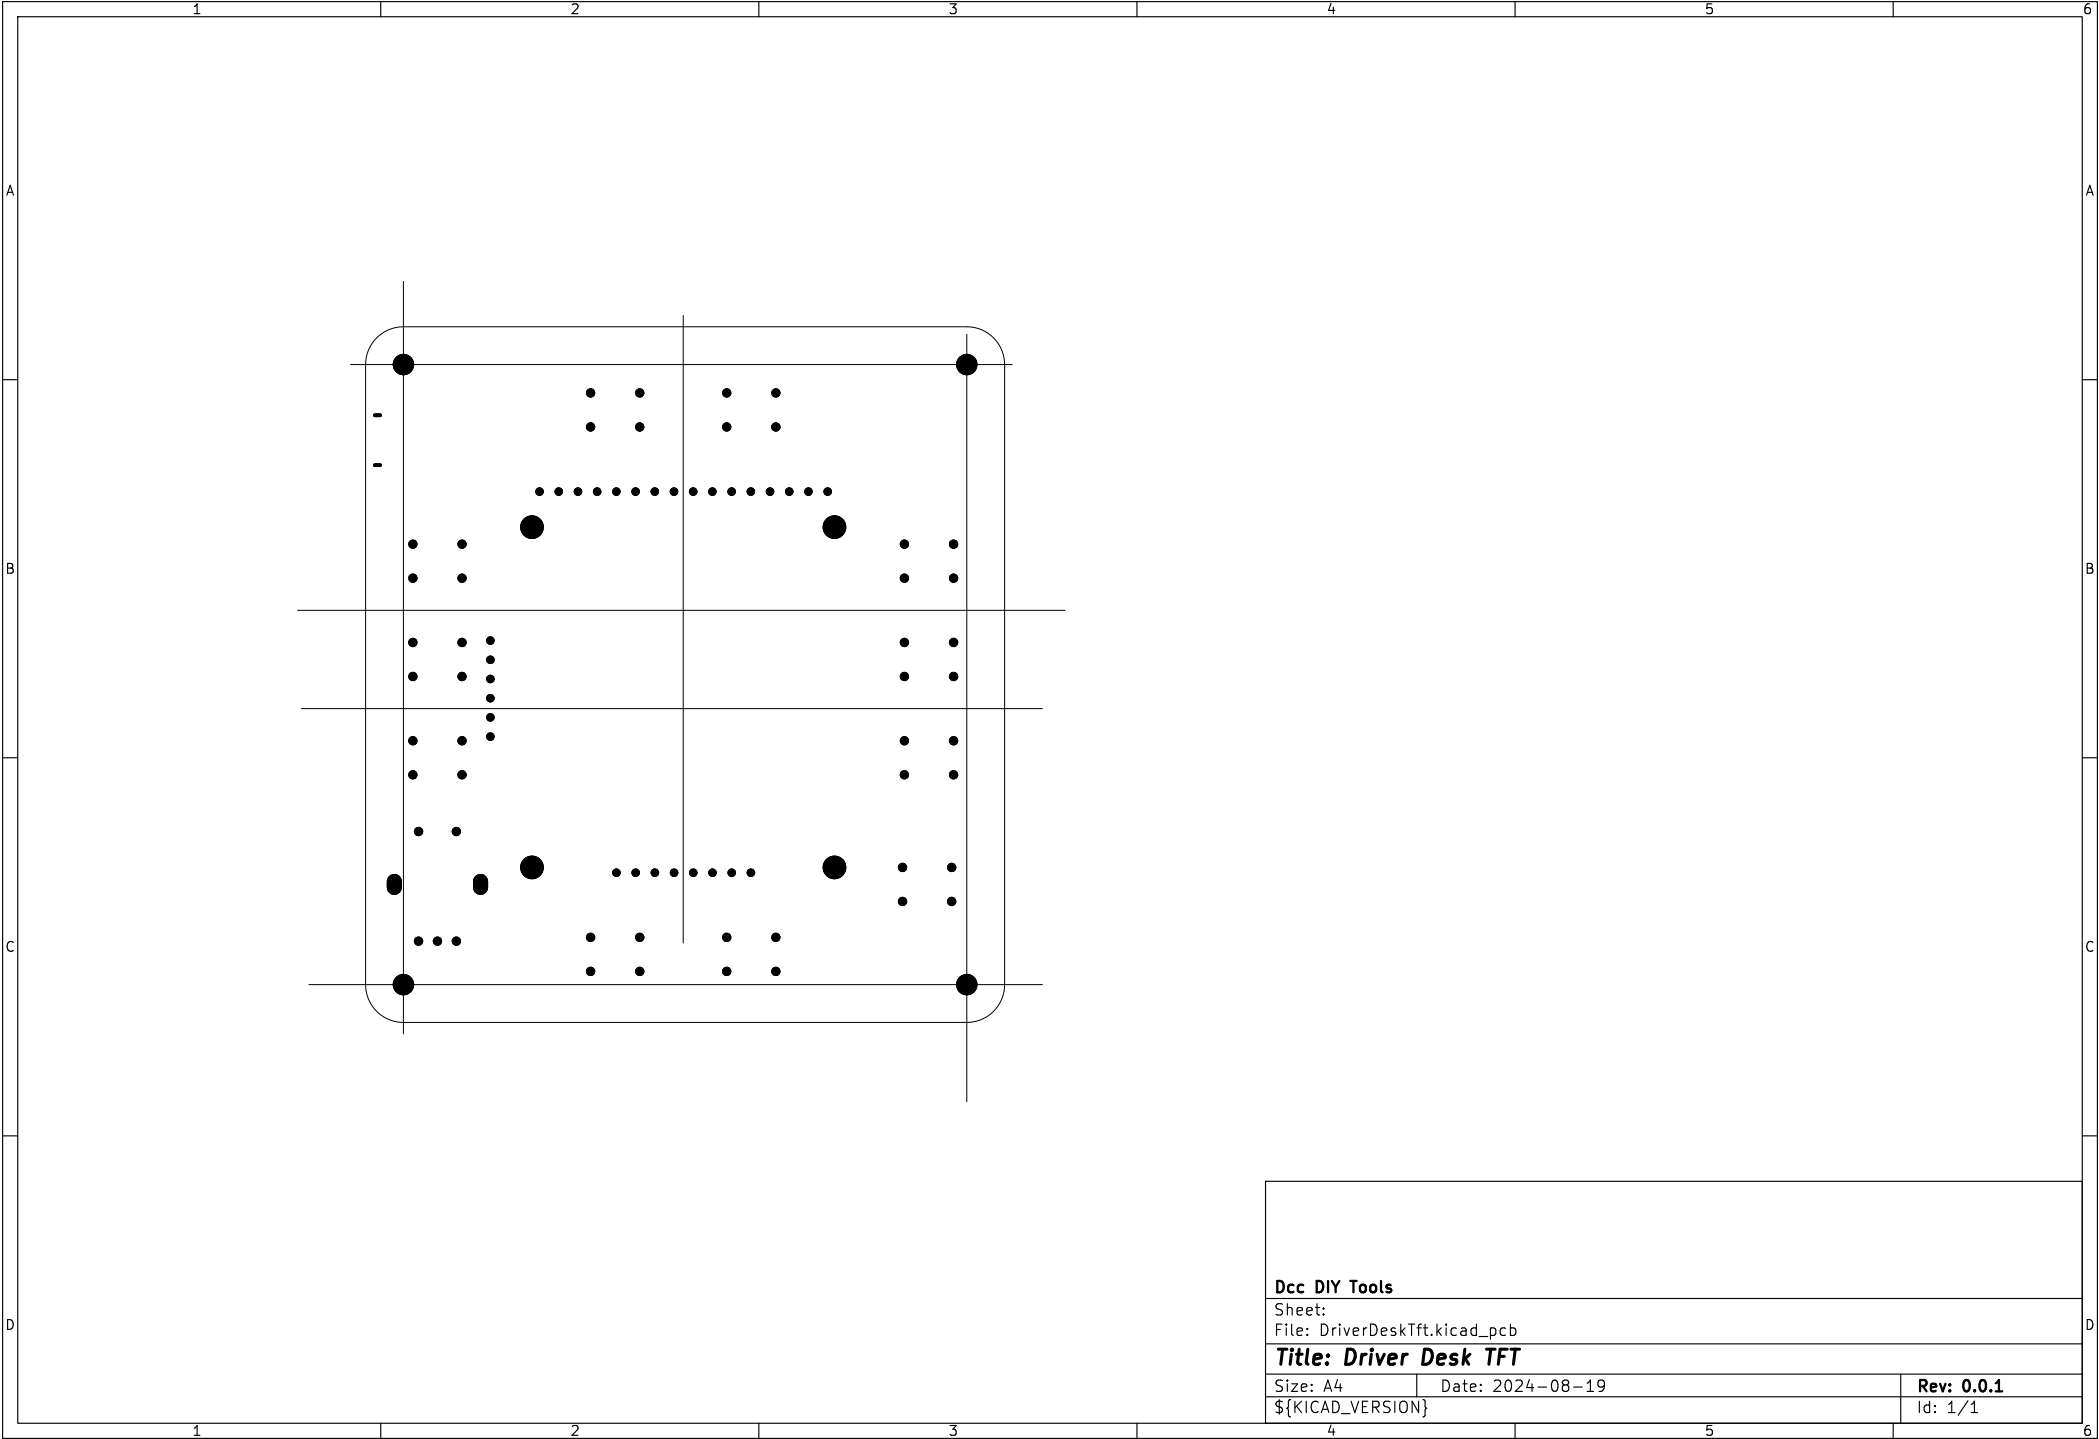 1 2 3 4 5 6
A A
B B
C C
Dcc DIY Tools
Sheet:
File: DriverDeskTft.kicad_pcb
D D
Title: Driver Desk TFT
Size: A4 Date: 2024-08-19 Rev: 0.0.1
${KICAD_VERSION} Id: 1/1
1 2 3 4 5 6